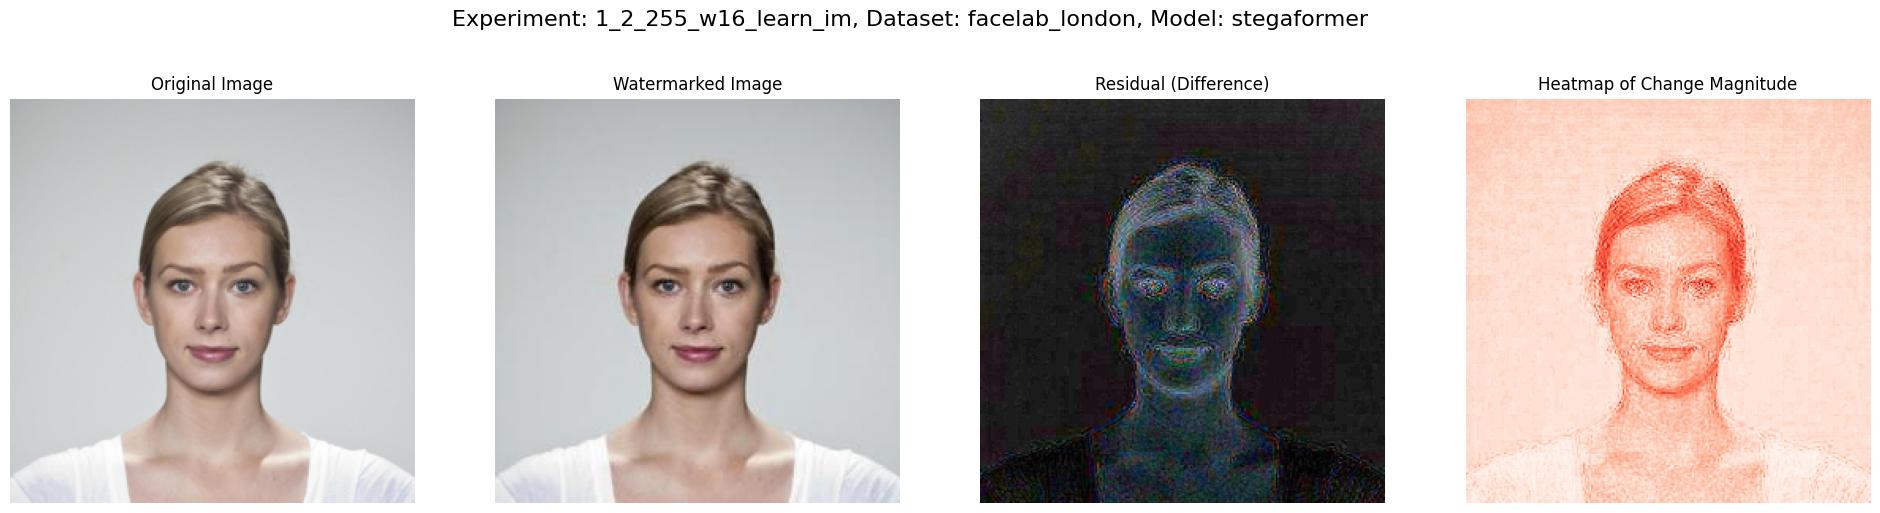 Experiment: 1_2_255_w16_learn_im, Dataset: facelab_london, Model: stegaformer
Original Image
Watermarked Image
Residual (Difference)
Heatmap of Change Magnitude